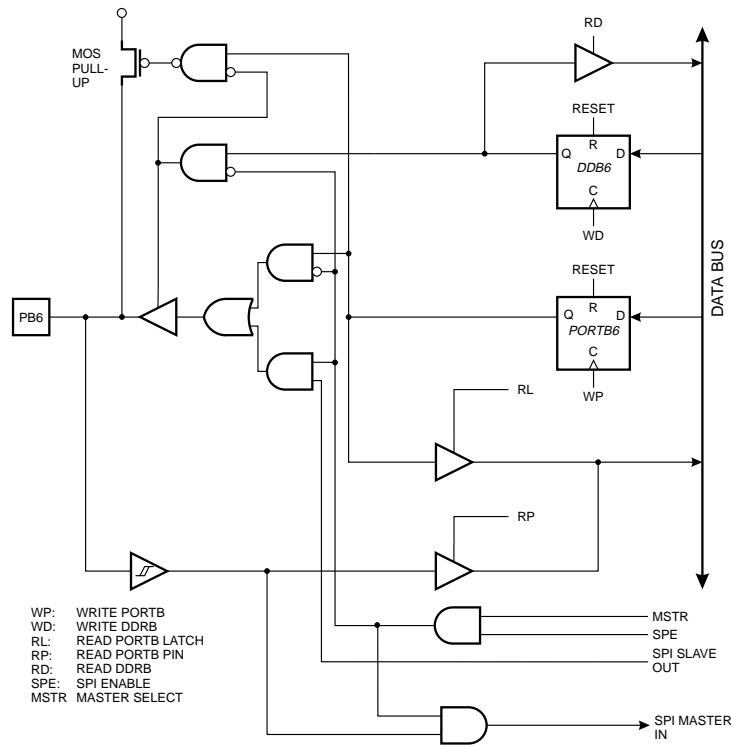 RD
MOS
PULL-
UP
RESET
R
Q
D
DDB6
C
WD
RESET
R
Q
D
PORTB6
C
WP
DATA BUS
PB6
RL
RP
WP: WRITE PORTB
WD: WRITE DDRB
RL: READ PORTB LATCH
RP: READ PORTB PIN
RD: READ DDRB
SPE: SPI ENABLE
MSTR MASTER SELECT
MSTR
SPE
SPI SLAVE
OUT
SPI MASTER
IN